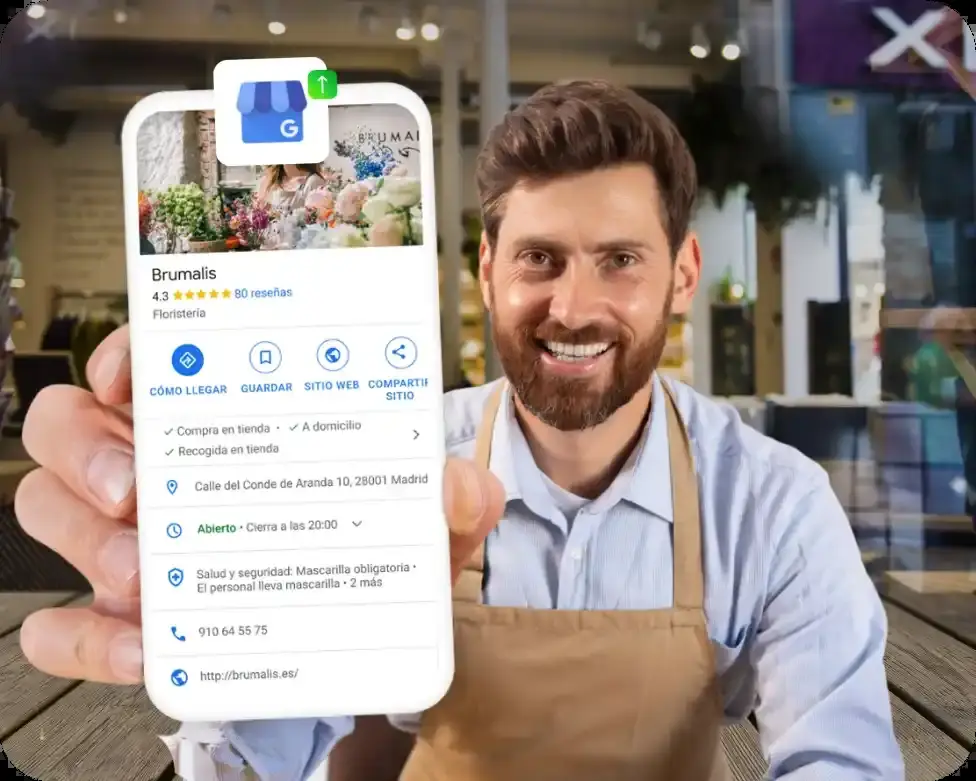 G
BRUMAL
Brumalis
4.3 80 reseñas
Floristería
CÓMO LLEGAR GUARDAR SITIO WEB COMPARTIR
SITIO
Compra en tienda · A domicilio
Recogida en tienda
Calle del Conde de Aranda 10, 28001 Madrid
Abierto · Cierra a las 20:00
Salud y seguridad: Mascarilla obligatoria ·
El personal lleva mascarilla · 2 más
910 64 55 75
http://brumalis.es/